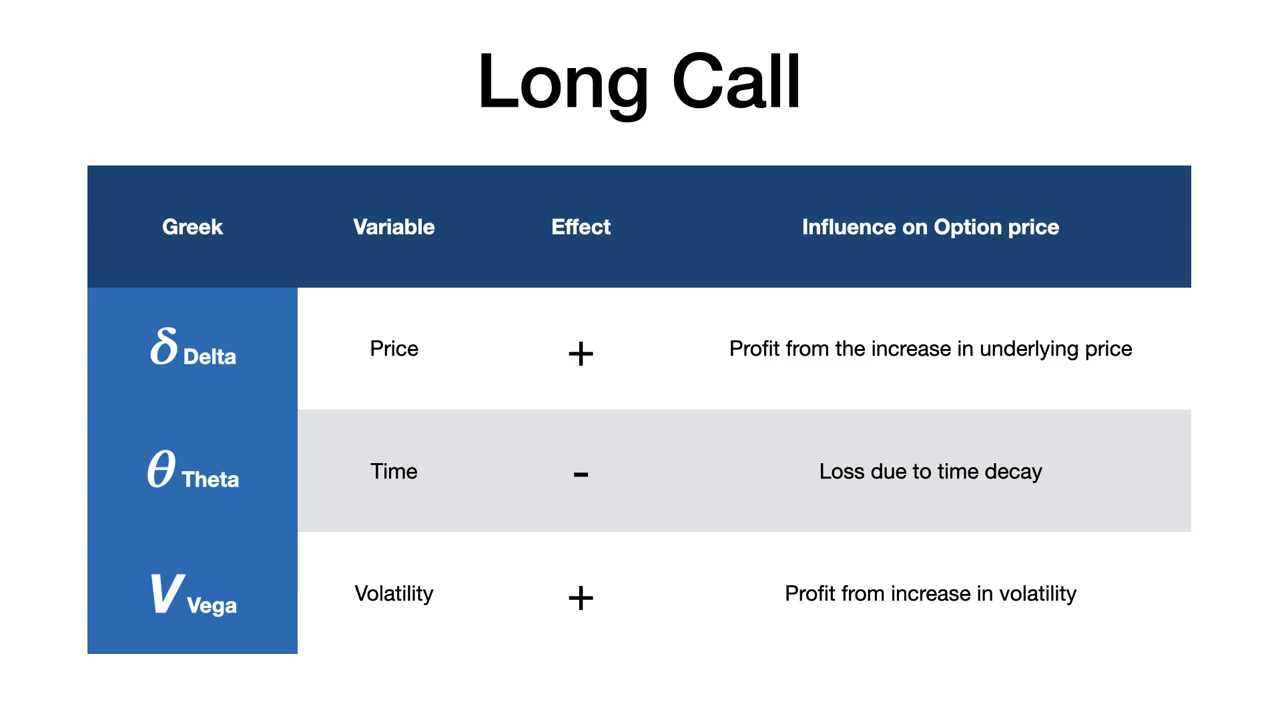 Long Call
Greek Variable Effect Influence on Option price
δ Delta Price + Profit from the increase in underlying price
θ Theta Time - Loss due to time decay
V Vega Volatility + Profit from increase in volatility